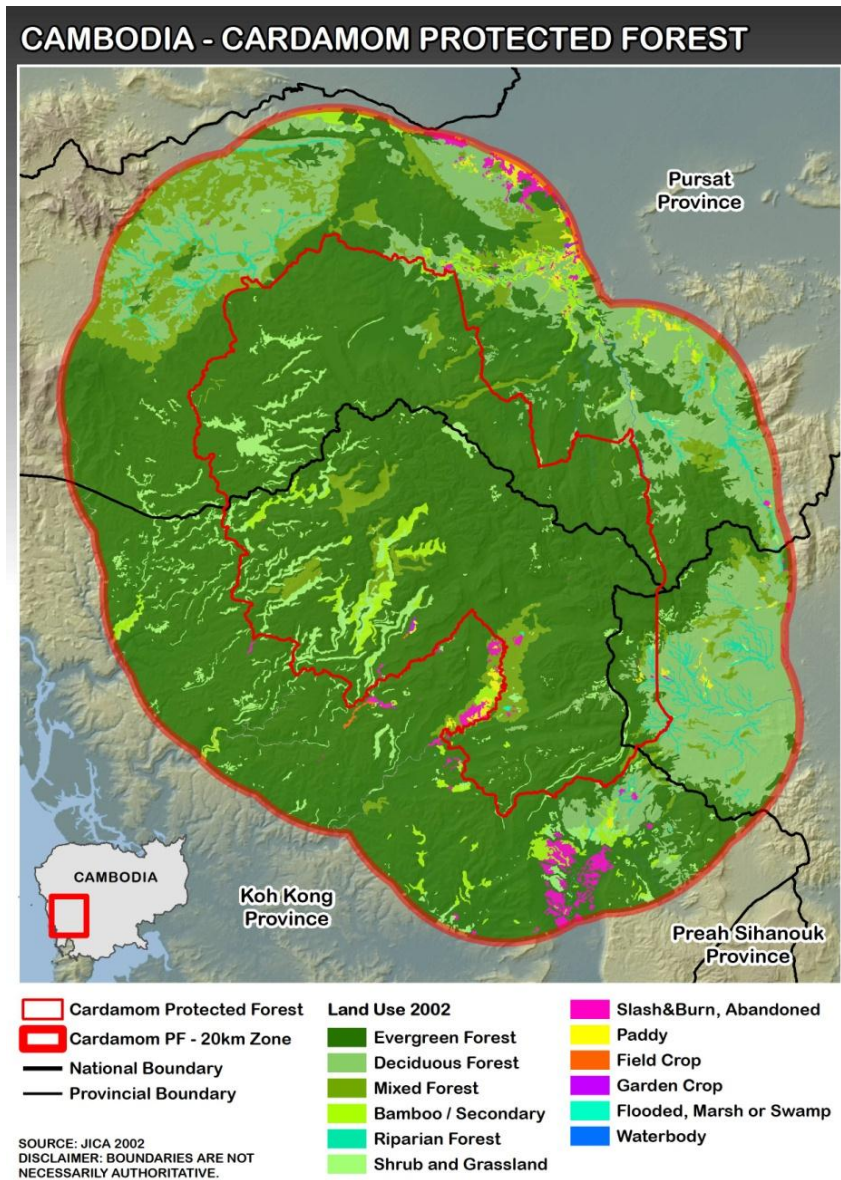 CAMBODIA - CARDAMOM PROTECTED FOREST
Pursat
Province
CAMBODIA
Koh Kong
Province
Preah Sihanouk
Province
Cardamom Protected Forest
Cardamom PF - 20km Zone
National Boundary
Provincial Boundary
SOURCE: JICA 2002
DISCLAIMER: BOUNDARIES ARE NOT
NECESSARILY AUTHORITATIVE.
Land Use 2002
Evergreen Forest
Deciduous Forest
Mixed Forest
Bamboo / Secondary
Riparian Forest
Shrub and Grassland
Slash&Burn, Abandoned
Paddy
Field Crop
Garden Crop
Flooded, Marsh or Swamp
Waterbody